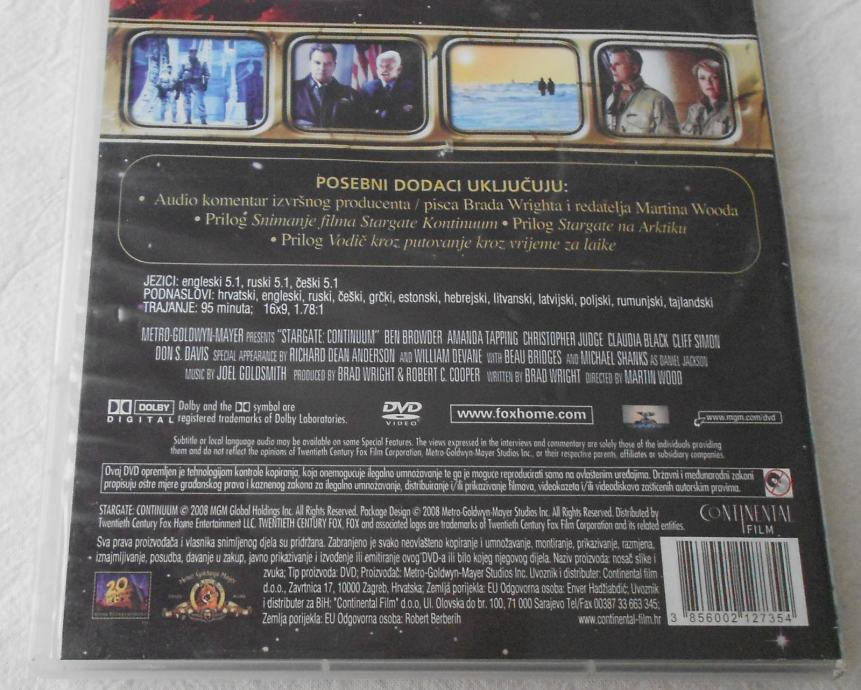 POSEBNI DODACI UKLJUČUJU:
• Audio komentar izvršnog producenta / pisca Brada Wrighta i redatelja Martina Wooda
• Prilog Snimanje filma Stargate Kontinuum • Prilog Stargate na Arktiku
• Prilog Vodič kroz putovanje kroz vrijeme za laike
JEZICI: engleski 5.1, ruski 5.1, češki 5.1
PODNASLOVI: hrvatski, engleski, ruski, češki, grčki, estonski, hebrejski, litvanski, latvijski, poljski, rumunjski, tajlandski
TRAJANJE: 95 minuta; 16x9, 1.78:1
METRO-GOLDWYN-MAYER PRESENTS "STARGATE: CONTINUUM" BEN BROWDER AMANDA TAPPING CHRISTOPHER JUDGE CLAUDIA BLACK CLIFF SIMON
DON S. DAVIS SPECIAL APPEARANCE BY RICHARD DEAN ANDERSON AND WILLIAM DEVANE WITH BEAU BRIDGES AND MICHAEL SHANKS AS DANIEL JACKSON
MUSIC BY JOEL GOLDSMITH PRODUCED BY BRAD WRIGHT & ROBERT C. COOPER WRITTEN BY BRAD WRIGHT DIRECTED BY MARTIN WOOD
DOLBY DIGITAL
Dolby and the DD symbol are
registered trademarks of Dolby Laboratories.
DVD VIDEO
www.foxhome.com
www.mgm.com/dvd
Subtitle or local language audio may be available on some Special Features. The views expressed in the interviews and commentary are solely those of the individuals providing
them and do not reflect the opinions of Twentieth Century Fox Film Corporation, Metro-Goldwyn-Mayer Studios Inc., or their respective parents, affiliates or subsidiary companies.
Ovaj DVD opremljen je tehnologijom kontrole kopiranja, koja onemogucuje ilegalno umnožavanje te ga je moguce reproducirati samo na ovlaštenim uređajima. Državni i međunarodni zakoni
propisuju oštre mjere građanskog prava i kaznenog zakona za ilegalno umnožavanje, distribuiranje i/ili prikazivanje filmova, videokazeta i/ili videodiskova zasticenih autorskim pravima.
STARGATE: CONTINUUM © 2008 MGM Global Holdings Inc. All Rights Reserved. Package Design © 2008 Metro-Goldwyn-Mayer Studios Inc. All Rights Reserved. Distributed by
Twentieth Century Fox Home Entertainment LLC. TWENTIETH CENTURY FOX, FOX and associated logos are trademarks of Twentieth Century Fox Film Corporation and its related entities.
CONTINENTAL
FILM
Sva prava proizvođača i vlasnika snimljenog djela su pridržana. Zabranjeno je svako neovlašteno kopiranje i umnožavanje, montiranje, prikazivanje, razmjena,
iznajmljivanje, posudba, davanje u zakup, javno prikazivanje i izvođenje ili emitiranje ovog DVD-a ili bilo kojeg njegovog dijela. Naziv proizvoda: nosač slike i
zvuka; Tip proizvoda: DVD; Proizvođač: Metro-Goldwyn-Mayer Studios Inc. Uvoznik i distributer: Continental film
d.o.o., Zavrtnica 17, 10000 Zagreb, Hrvatska; Zemlja porijekla: EU Odgovorna osoba: Enver Hadžiabdić; Uvoznik
i distributer za BiH: "Continental Film" d.o.o, Ul. Olovska do br. 100, 71 000 Sarajevo Tel/Fax 00387 33 663 345;
Zemlja porijekla: EU Odgovorna osoba: Robert Berberih
www.continental-film.hr
3 856002 127354